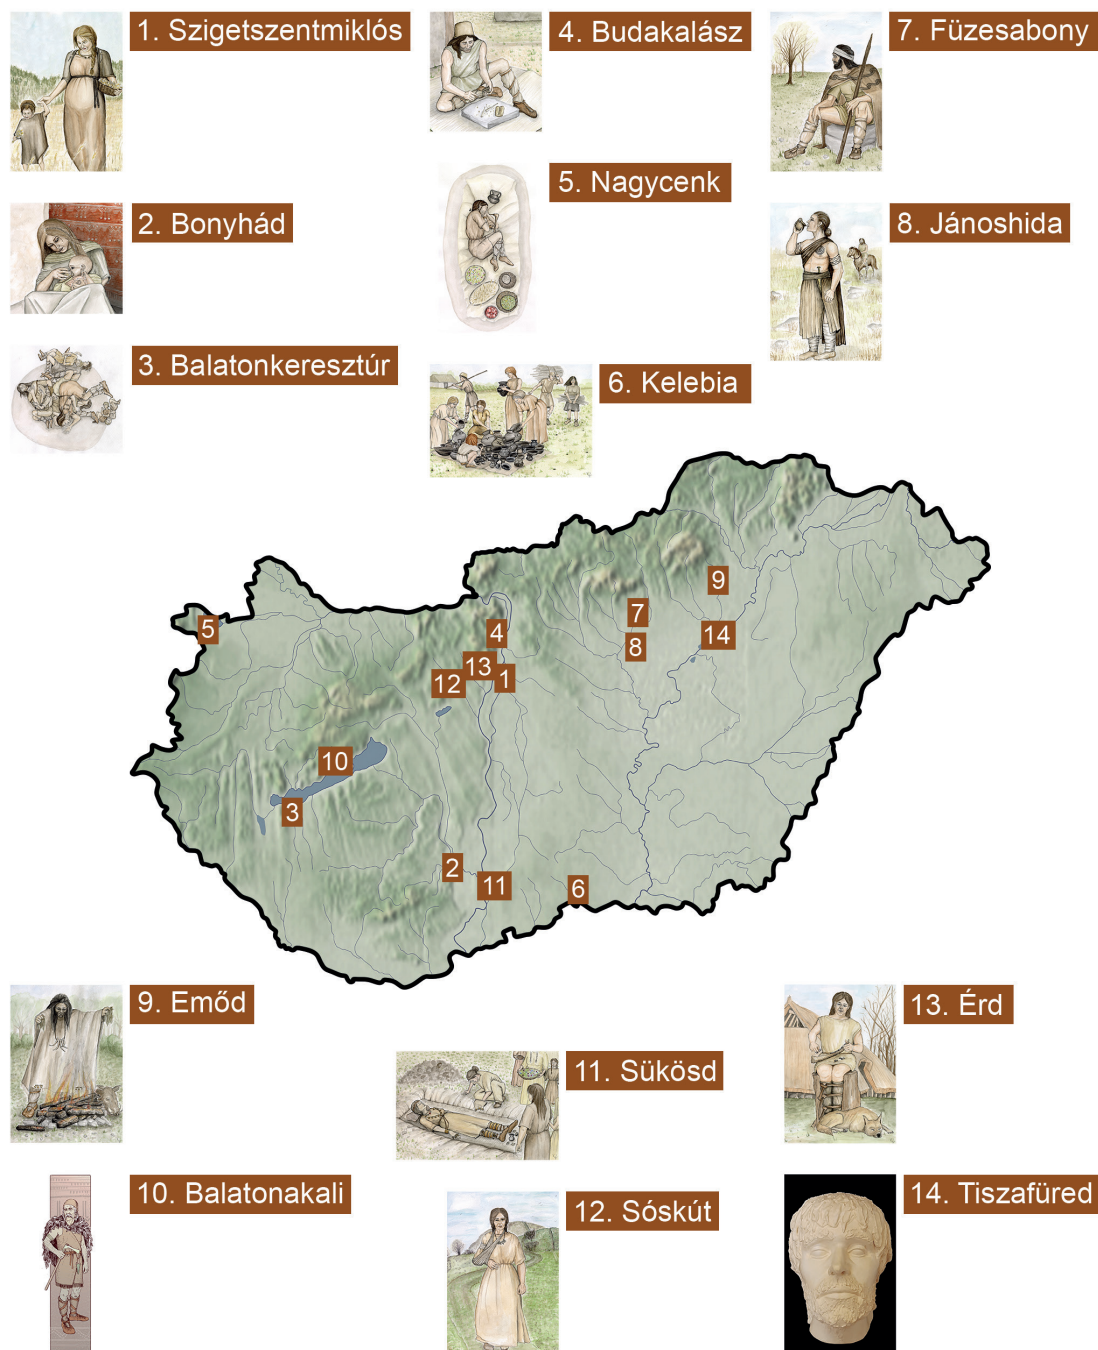 1. Szigetszentmiklós
4. Budakalász
7. Füzesabony
5. Nagycenk
2. Bonyhád
8. Jánoshida
3. Balatonkeresztúr
6. Kelebia
9
7
5
4
14
8
13
12
1
10
3
2
11
6
9. Emőd
13. Érd
11. Sükösd
10. Balatonakali
12. Sóskút
14. Tiszafüred